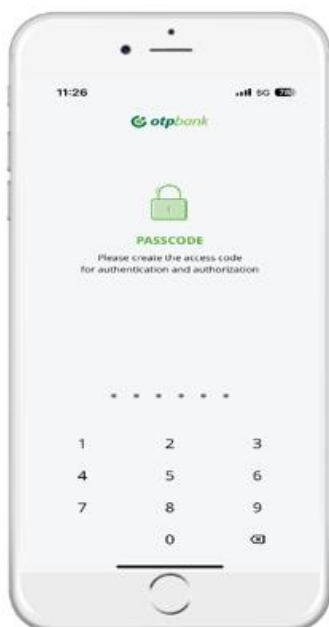 11:26
5G
otpbank
PASSCODE
Please create the access code
for authentication and authorization
1 2 3
4 5 6
7 8 9
0